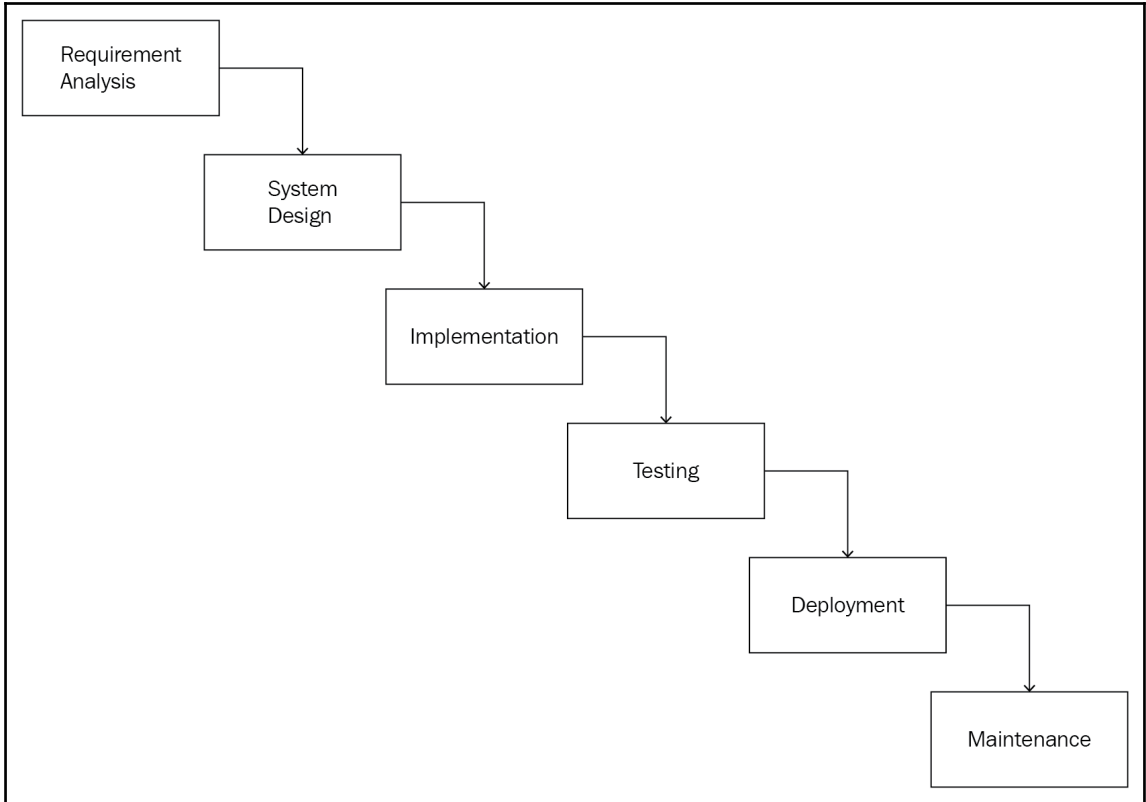 Requirement
Analysis
System
Design
Implementation
Testing
Deployment
Maintenance